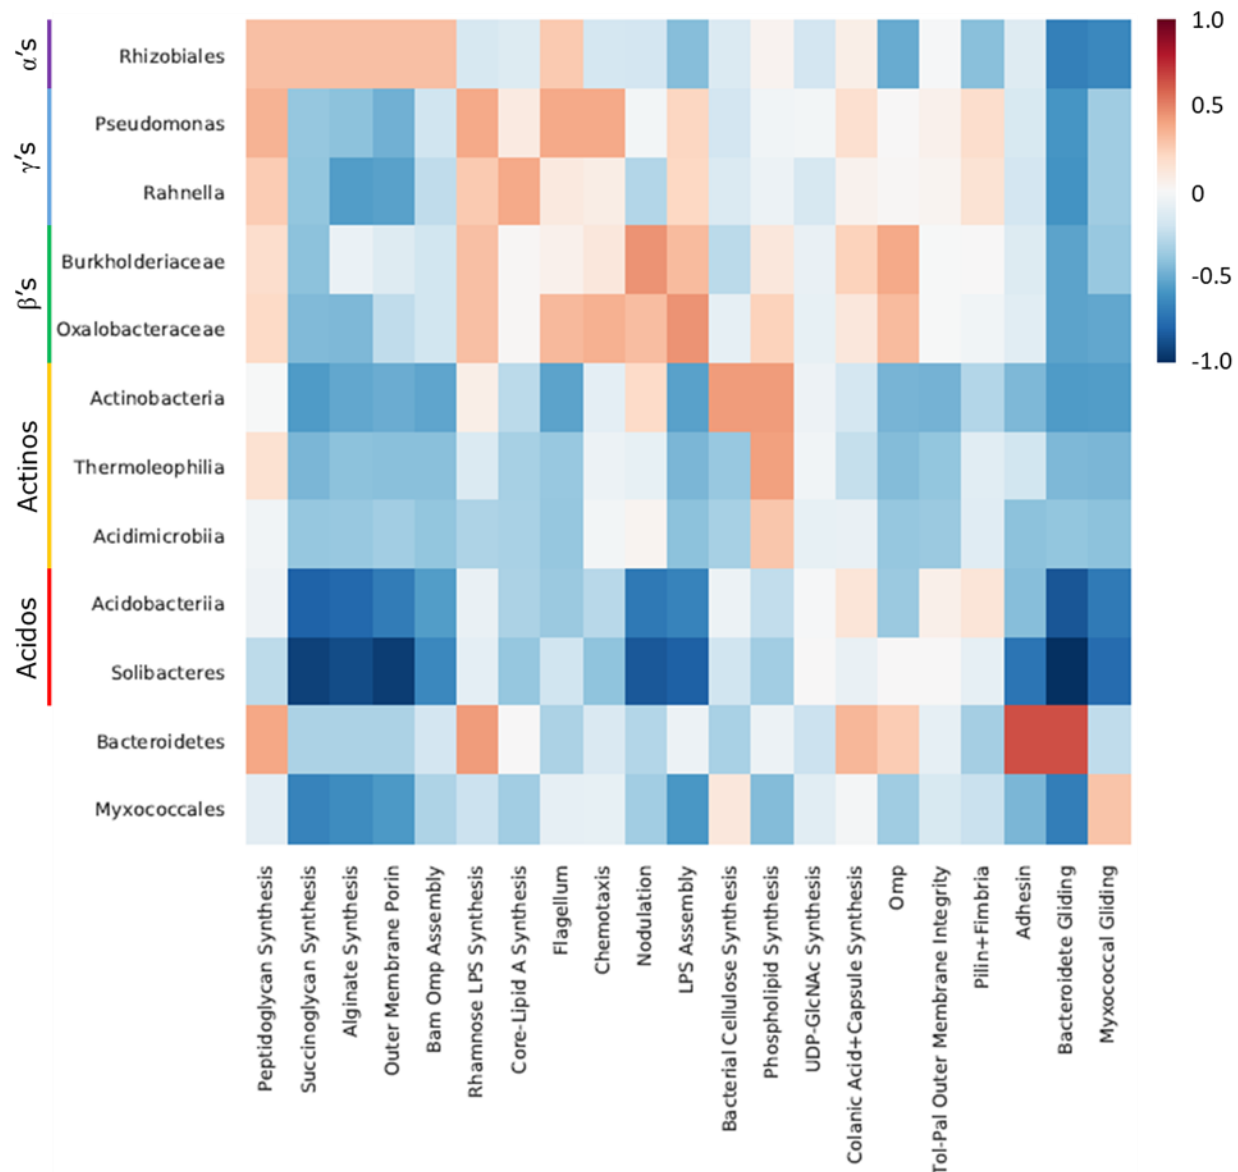 α's
γ's
β's
Actinos
Acidos
Rhizobiales
Pseudomonas
Rahnella
Burkholderiaceae
Oxalobacteraceae
Actinobacteria
Thermoleophilia
Acidimicrobiia
Acidobacteriia
Solibacteres
Bacteroidetes
Myxococcales
1.0
0.5
0
-0.5
-1.0
Peptidoglycan Synthesis
Succinoglycan Synthesis
Alginate Synthesis
Outer Membrane Porin
Bam Omp Assembly
Rhamnose LPS Synthesis
Core-Lipid A Synthesis
Flagellum
Chemotaxis
Nodulation
LPS Assembly
Bacterial Cellulose Synthesis
Phospholipid Synthesis
UDP-GlcNAc Synthesis
Colanic Acid+Capsule Synthesis
Omp
Tol-Pal Outer Membrane Integrity
Pilin+Fimbria
Adhesin
Bacteroidete Gliding
Myxococcal Gliding